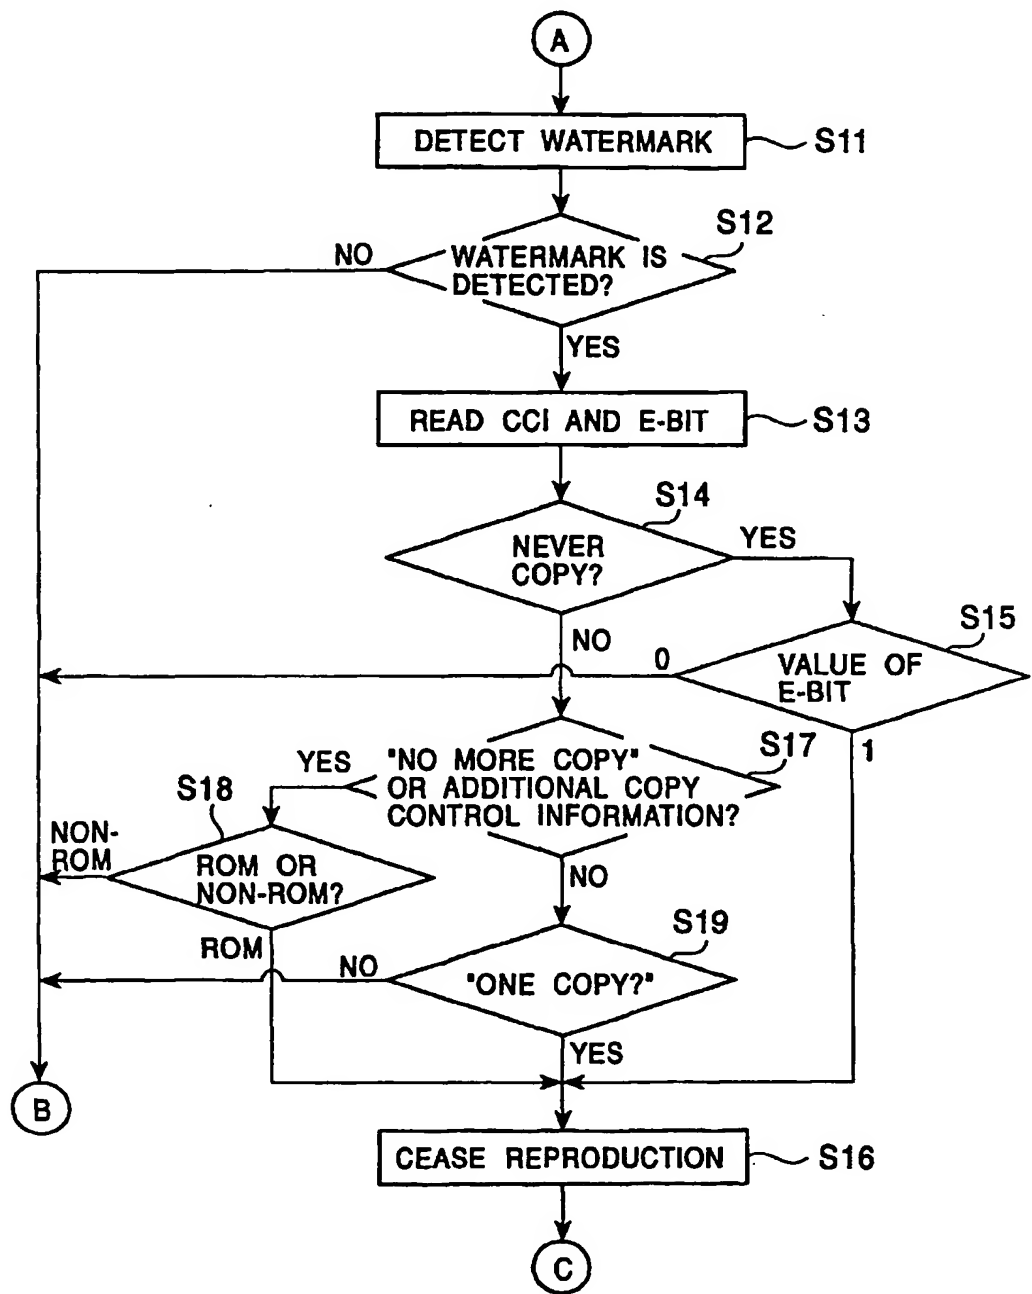 A
DETECT WATERMARK
S11
S12
NO
WATERMARK IS
DETECTED?
YES
READ CCI AND E-BIT
S13
S14
YES
NEVER
COPY?
NO
S15
0
VALUE OF
E-BIT
1
S17
YES
"NO MORE COPY"
OR ADDITIONAL COPY
CONTROL INFORMATION?
S18
NON-
ROM
ROM OR
NON-ROM?
NO
ROM
S19
NO
"ONE COPY?"
YES
B
CEASE REPRODUCTION
S16
C